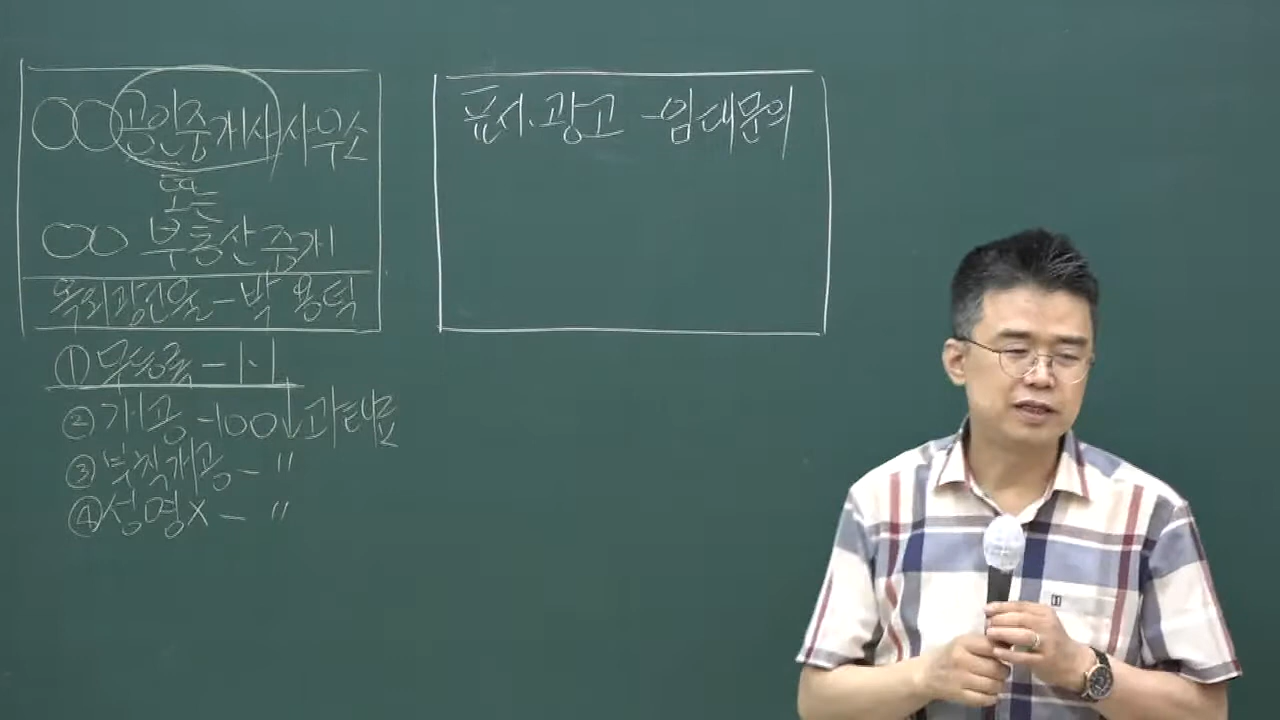 ○○공인중개사사무소
또는
○○ 부동산중개
옥외광고물 - 박 용덕
① 무등록 - 1·1
② 개공 - 100↓과태료
③ 부칙개공 - "
④ 성명X - "
표시·광고 - 임대문의